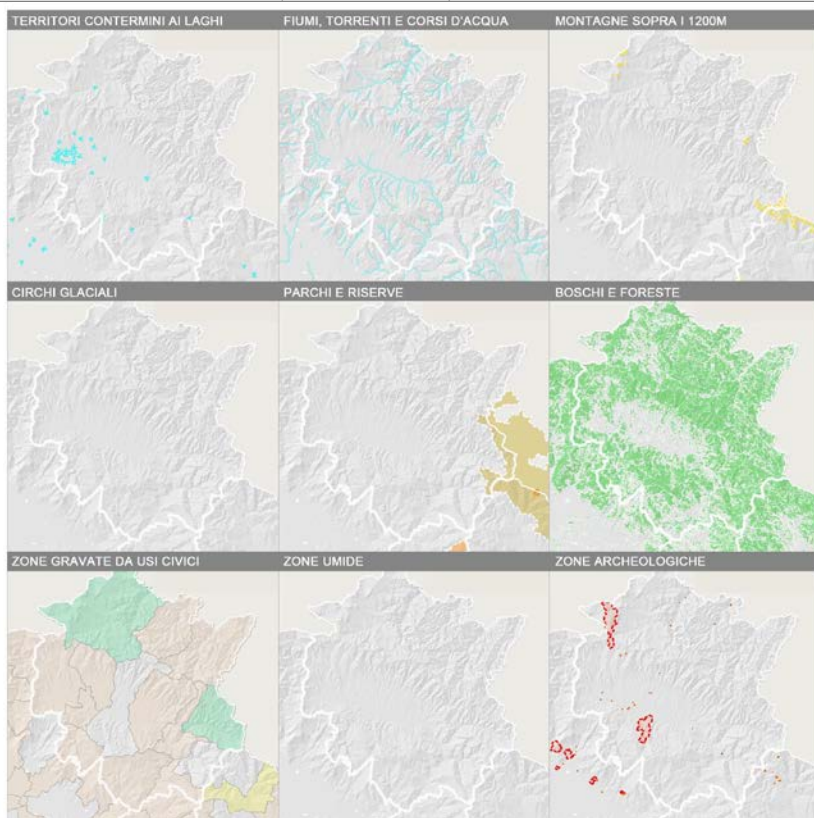 TERRITORI CONTERMINI AI LAGHI
FIUMI, TORRENTI E CORSI D'ACQUA
MONTAGNE SOPRA I 1200M
CIRCHI GLACIALI
PARCHI E RISERVE
BOSCHI E FORESTE
ZONE GRAVATE DA USI CIVICI
ZONE UMIDE
ZONE ARCHEOLOGICHE